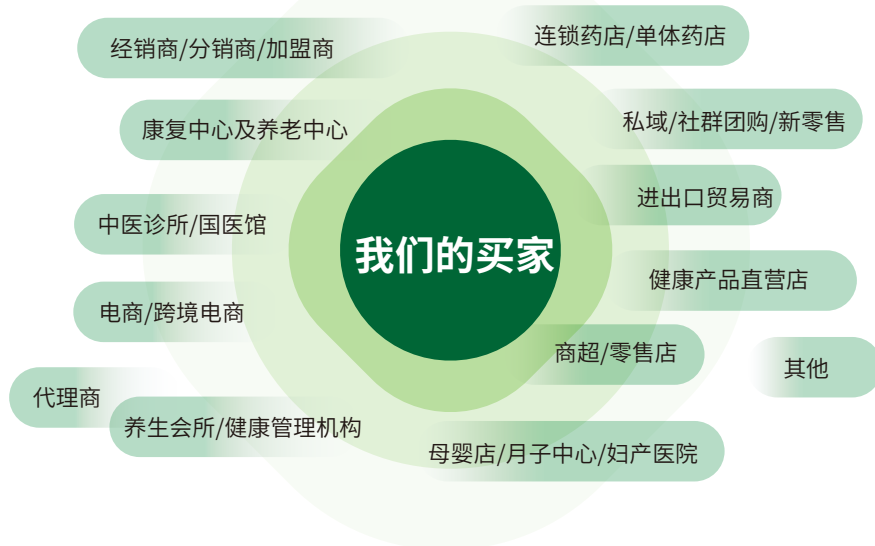 经销商/分销商/加盟商
连锁药店/单体药店
康复中心及养老中心
私域/社群团购/新零售
中医诊所/国医馆
进出口贸易商
我们的买家
健康产品直营店
电商/跨境电商
商超/零售店
其他
代理商
养生会所/健康管理机构
母婴店/月子中心/妇产医院